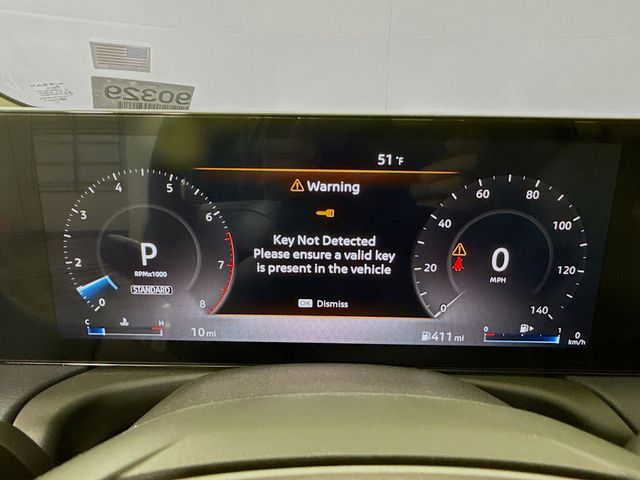 NISSAN
90329
51 °F
Warning
Key Not Detected
Please ensure a valid key
is present in the vehicle
OK Dismiss
0
2
3
4
5
6
7
8
P
RPMx1000
STANDARD
0
20
40
60
80
100
120
140
0
MPH
C H
10 mi
411 mi
0 1
0
km/h